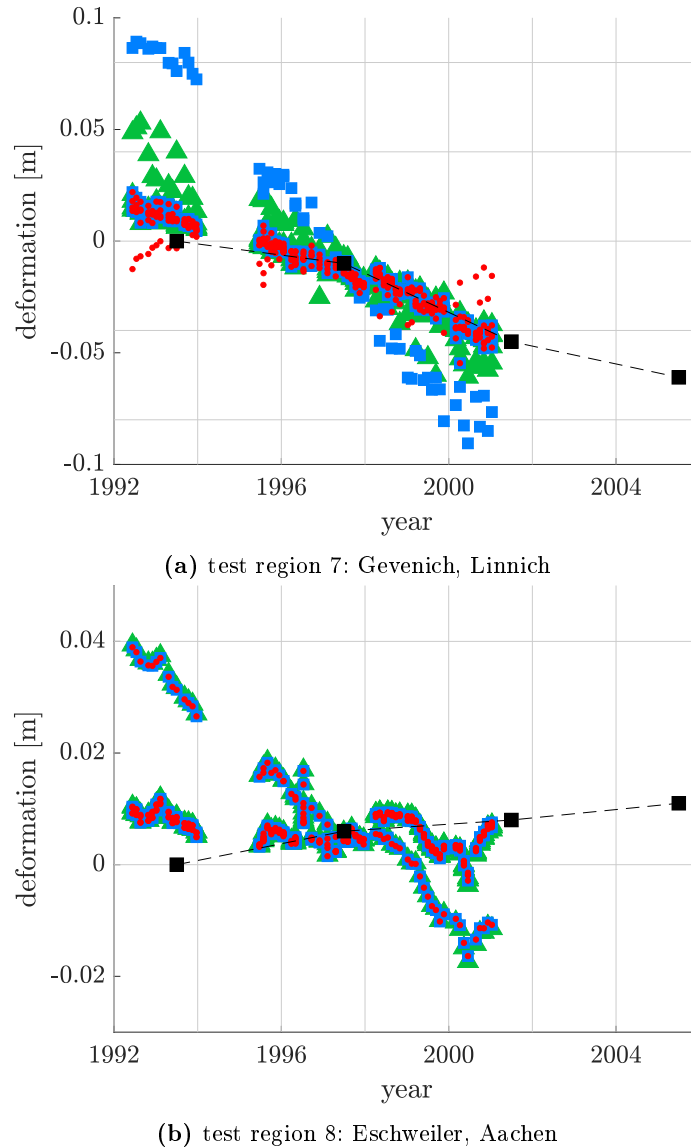 0.1
0.05
0
-0.05
-0.1
deformation [m]
1992
1996
2000
2004
year
(a) test region 7: Gevenich, Linnich
0.04
0.02
0
-0.02
deformation [m]
1992
1996
2000
2004
year
(b) test region 8: Eschweiler, Aachen